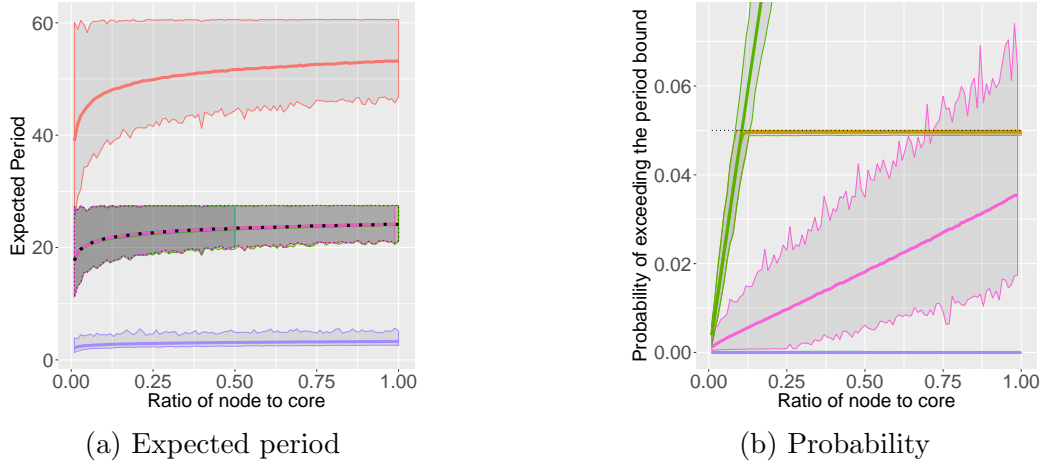 60
40
20
0
Expected Period
0.00 0.25 0.50 0.75 1.00
Ratio of node to core
(a) Expected period
0.06
0.04
0.02
0.00
Probability of exceeding the period bound
0.00 0.25 0.50 0.75 1.00
Ratio of node to core
(b) Probability